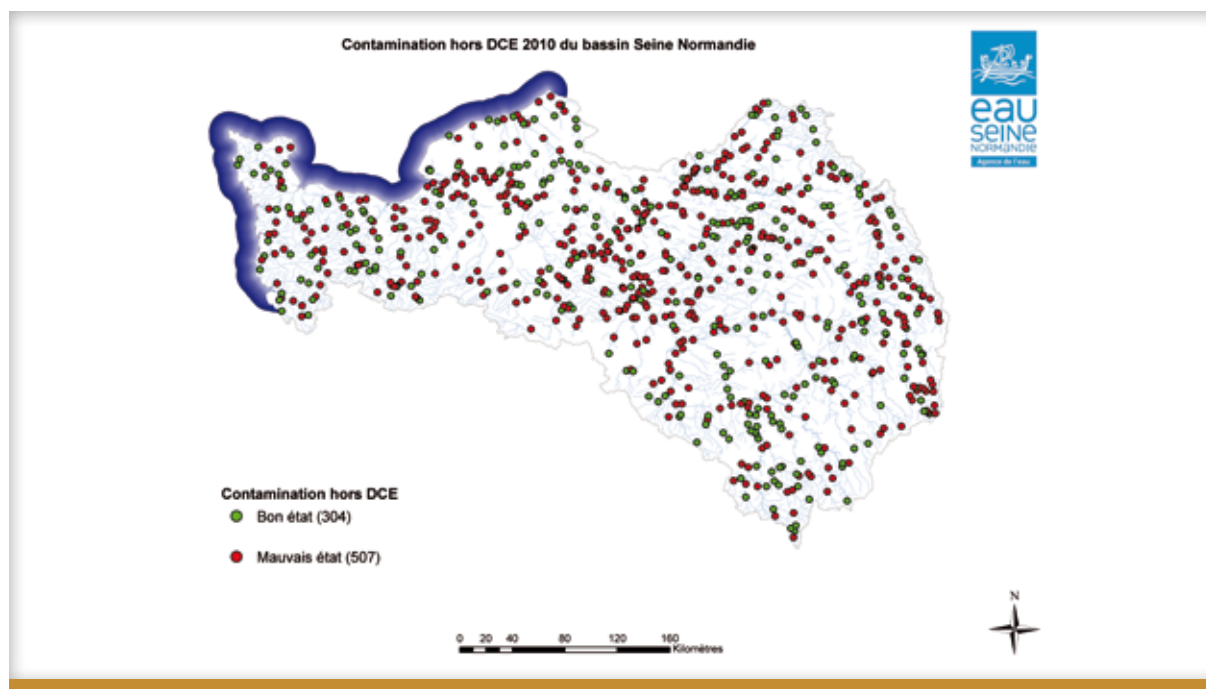 Contamination hors DCE 2010 du bassin Seine Normandie
eau
seine
NORMANDIE
Agence de l'eau
Contamination hors DCE
Bon état (304)
Mauvais état (507)
N
0 20 40 80 120 160
Kilomètres